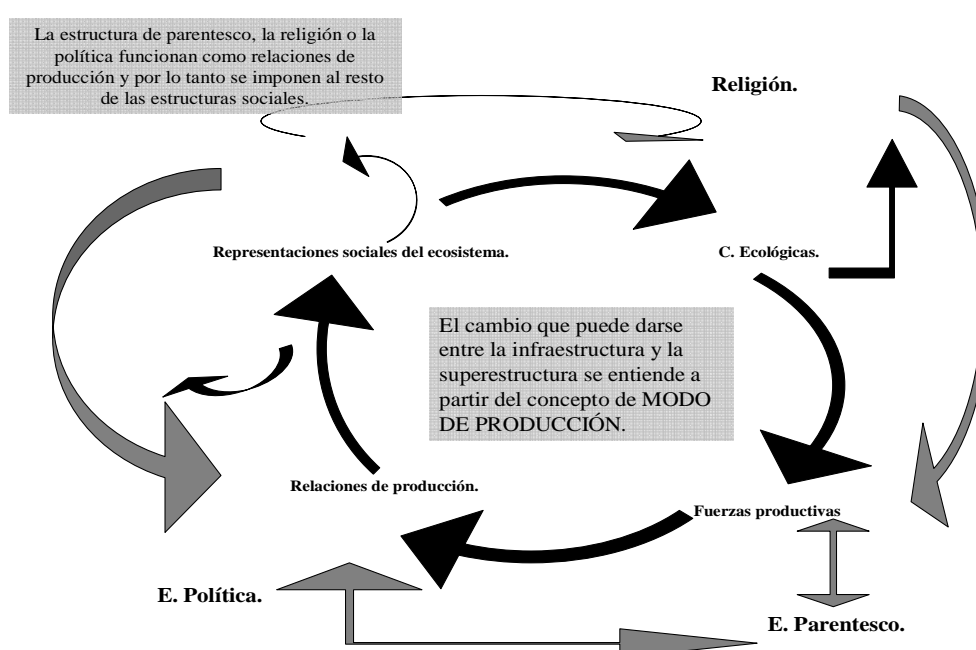 La estructura de parentesco, la religión o la
política funcionan como relaciones de
producción y por lo tanto se imponen al resto
de las estructuras sociales.
Religión.
Representaciones sociales del ecosistema.
C. Ecológicas.
El cambio que puede darse
entre la infraestructura y la
superestructura se entiende a
partir del concepto de MODO
DE PRODUCCIÓN.
Relaciones de producción.
Fuerzas productivas
E. Política.
E. Parentesco.